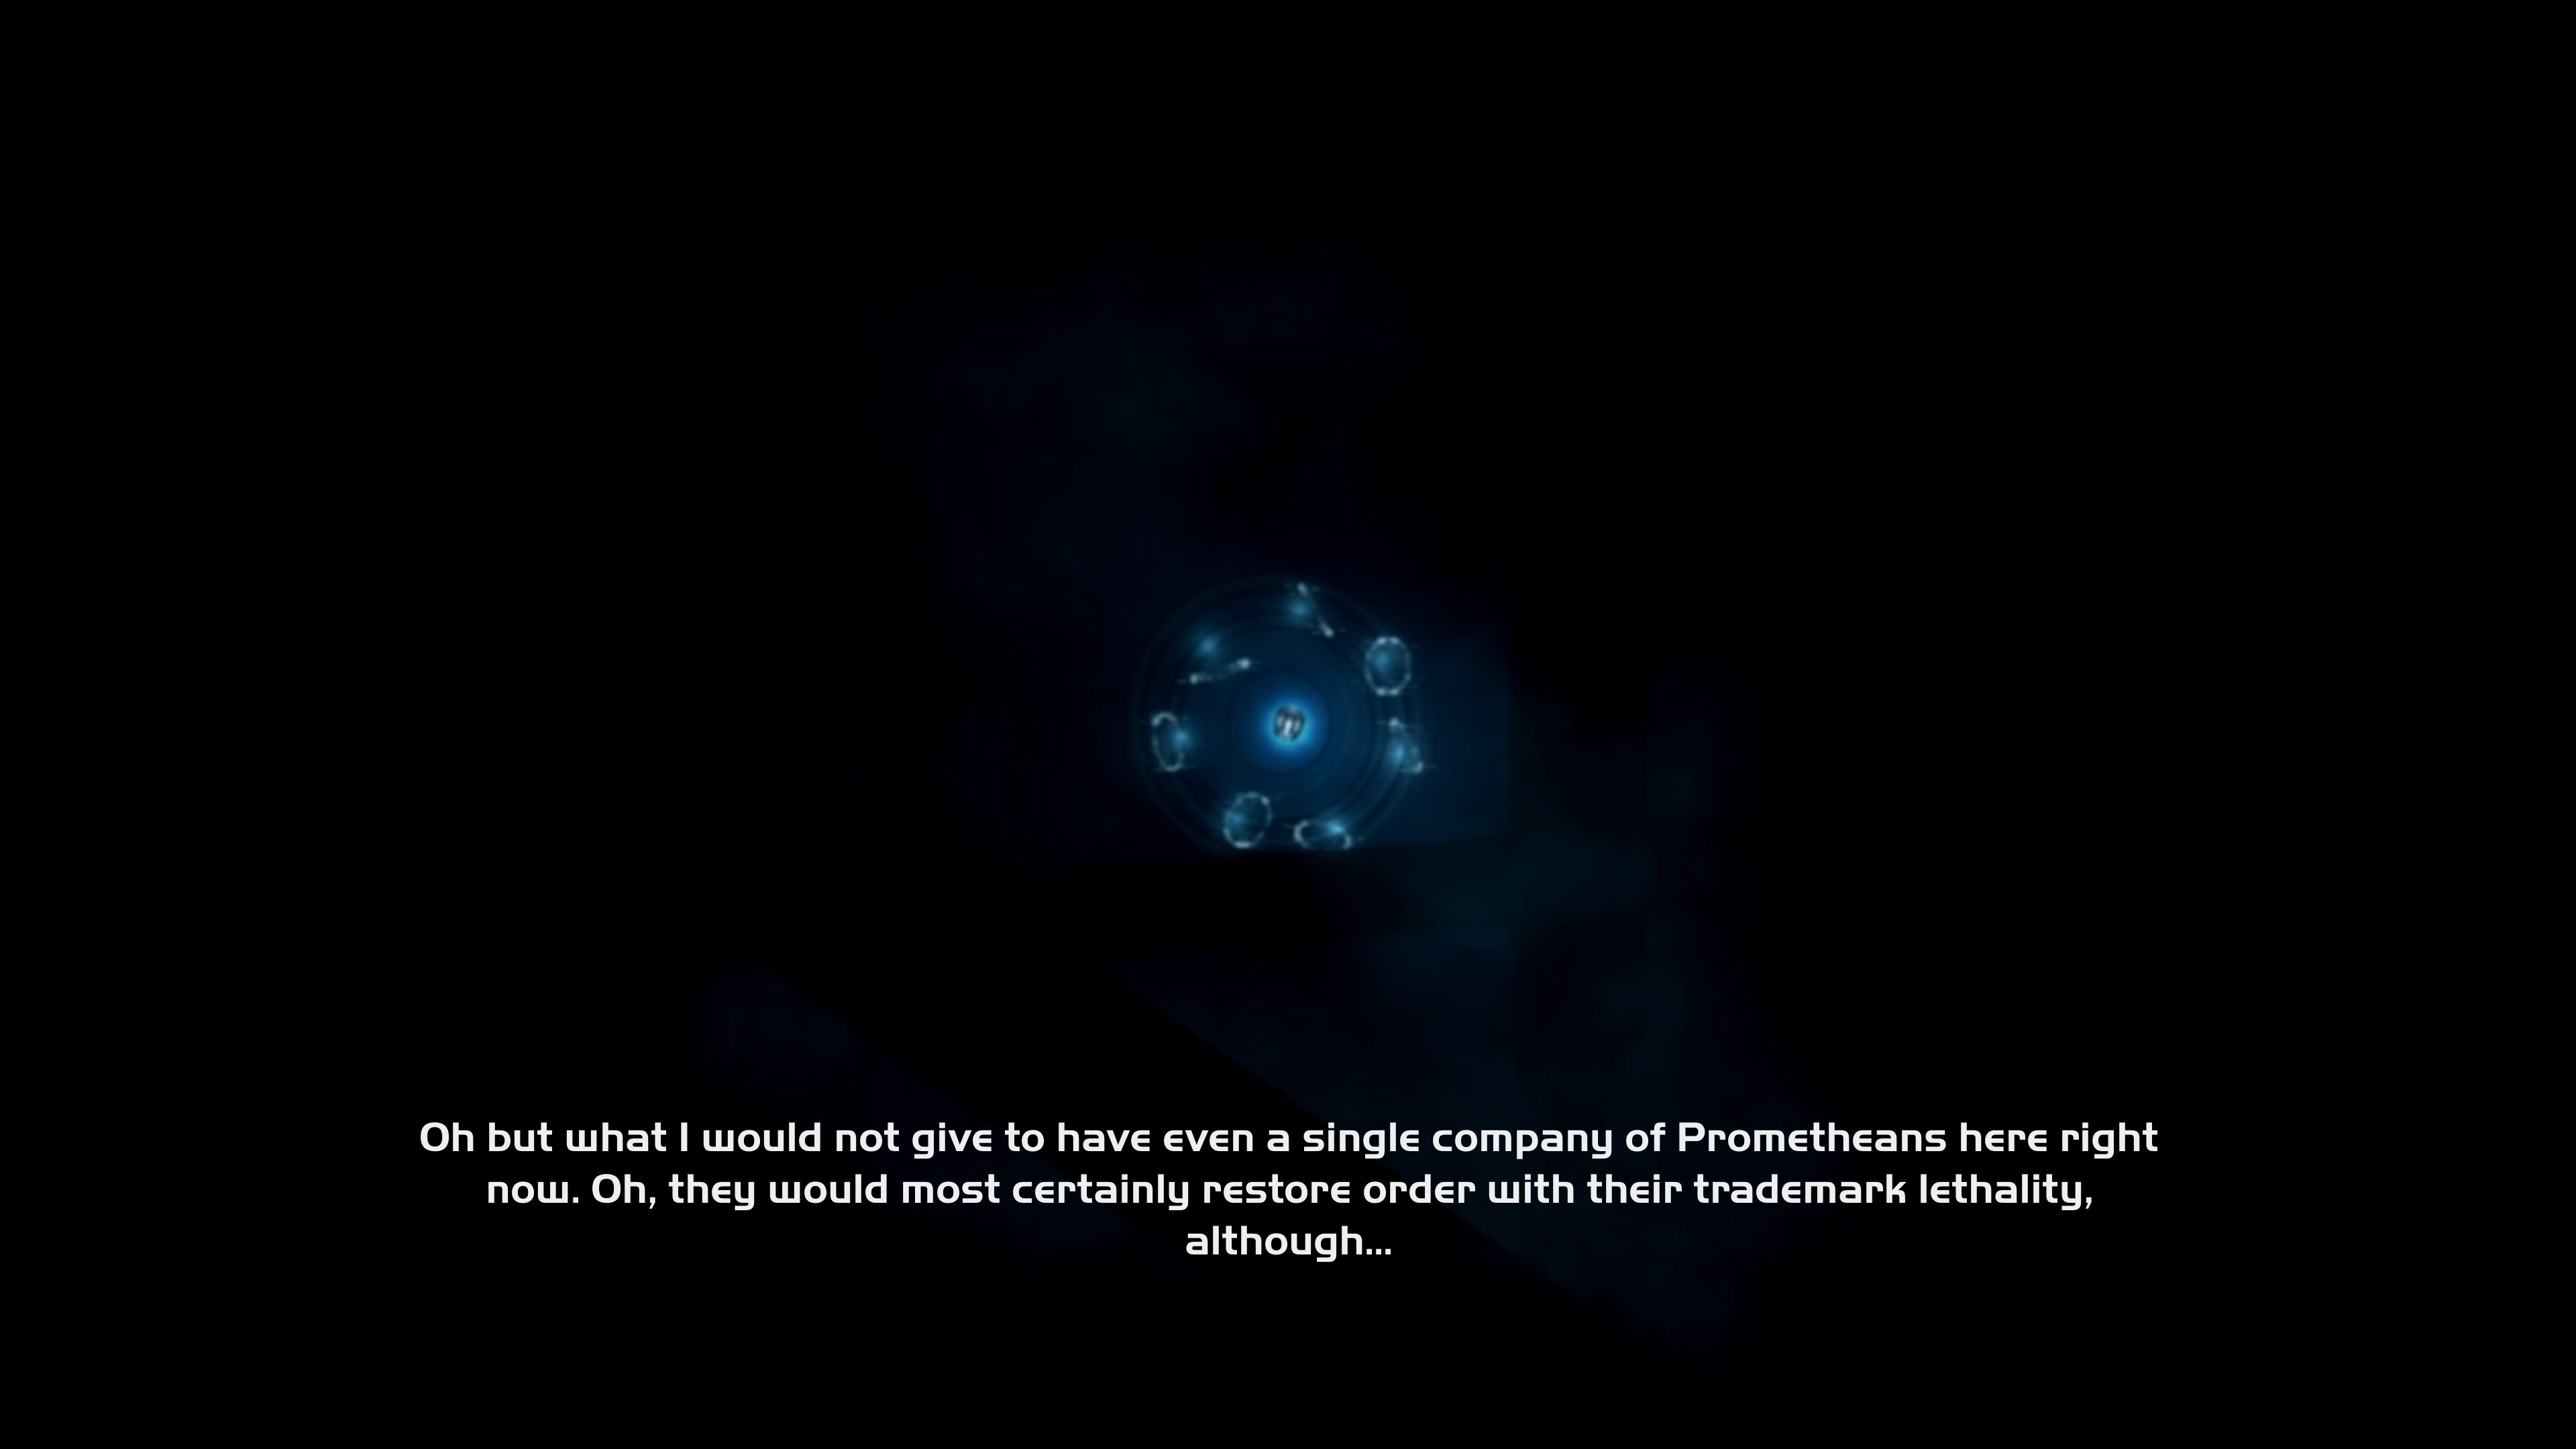 Oh but what I would not give to have even a single company of Prometheans here right
now. Oh, they would most certainly restore order with their trademark lethality,
although...